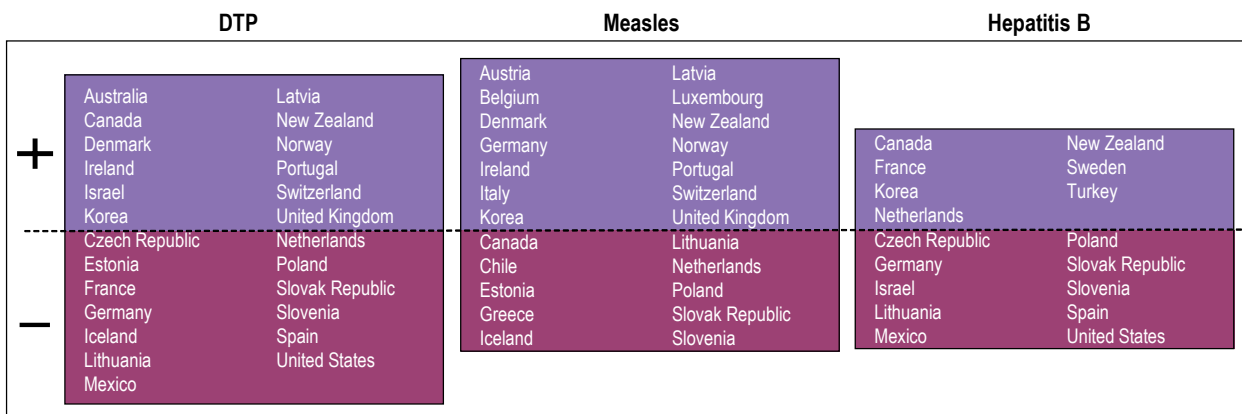 DTP Measles Hepatitis B
+
Australia Latvia
Canada New Zealand
Denmark Norway
Ireland Portugal
Israel Switzerland
Korea United Kingdom
−
Czech Republic Netherlands
Estonia Poland
France Slovak Republic
Germany Slovenia
Iceland Spain
Lithuania United States
Mexico
Austria Latvia
Belgium Luxembourg
Denmark New Zealand
Germany Norway
Ireland Portugal
Italy Switzerland
Korea United Kingdom
Canada Lithuania
Chile Netherlands
Estonia Poland
Greece Slovak Republic
Iceland Slovenia
Canada New Zealand
France Sweden
Korea Turkey
Netherlands
Czech Republic Poland
Germany Slovak Republic
Israel Slovenia
Lithuania Spain
Mexico United States